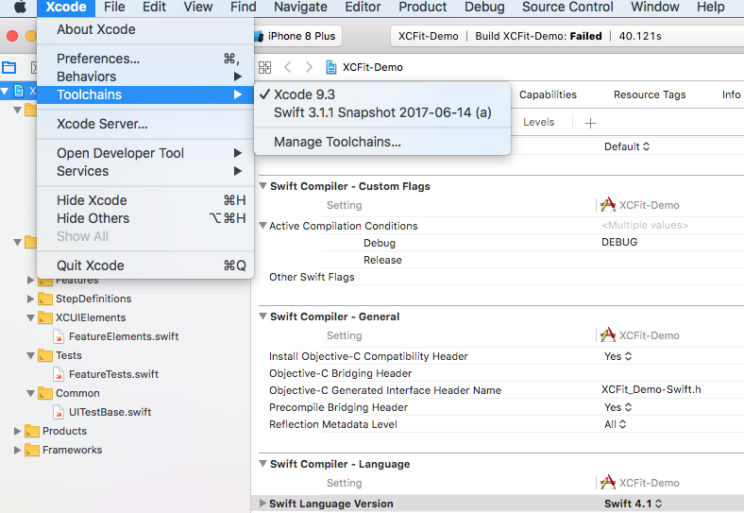 Xcode File Edit View Find Navigate Editor Product Debug Source Control Window Help
iPhone 8 Plus XCFit-Demo | Build XCFit-Demo: Failed | 40.121s
XCFit-Demo
About Xcode
Preferences... ⌘,
Behaviors
Toolchains
Xcode Server...
Open Developer Tool
Services
Hide Xcode ⌘H
Hide Others ⌥⌘H
Show All
Quit Xcode ⌘Q
✓ Xcode 9.3
Swift 3.1.1 Snapshot 2017-06-14 (a)
Manage Toolchains...
Capabilities Resource Tags Info
Levels +
Default
Features
StepDefinitions
XCUIElements
FeatureElements.swift
Tests
FeatureTests.swift
Common
UITestBase.swift
Products
Frameworks
Swift Compiler - Custom Flags
Setting XCFit-Demo
Active Compilation Conditions <Multiple values>
Debug DEBUG
Release
Other Swift Flags
Swift Compiler - General
Setting XCFit-Demo
Install Objective-C Compatibility Header Yes
Objective-C Bridging Header
Objective-C Generated Interface Header Name XCFit_Demo-Swift.h
Precompile Bridging Header Yes
Reflection Metadata Level All
Swift Compiler - Language
Setting XCFit-Demo
Swift Language Version Swift 4.1